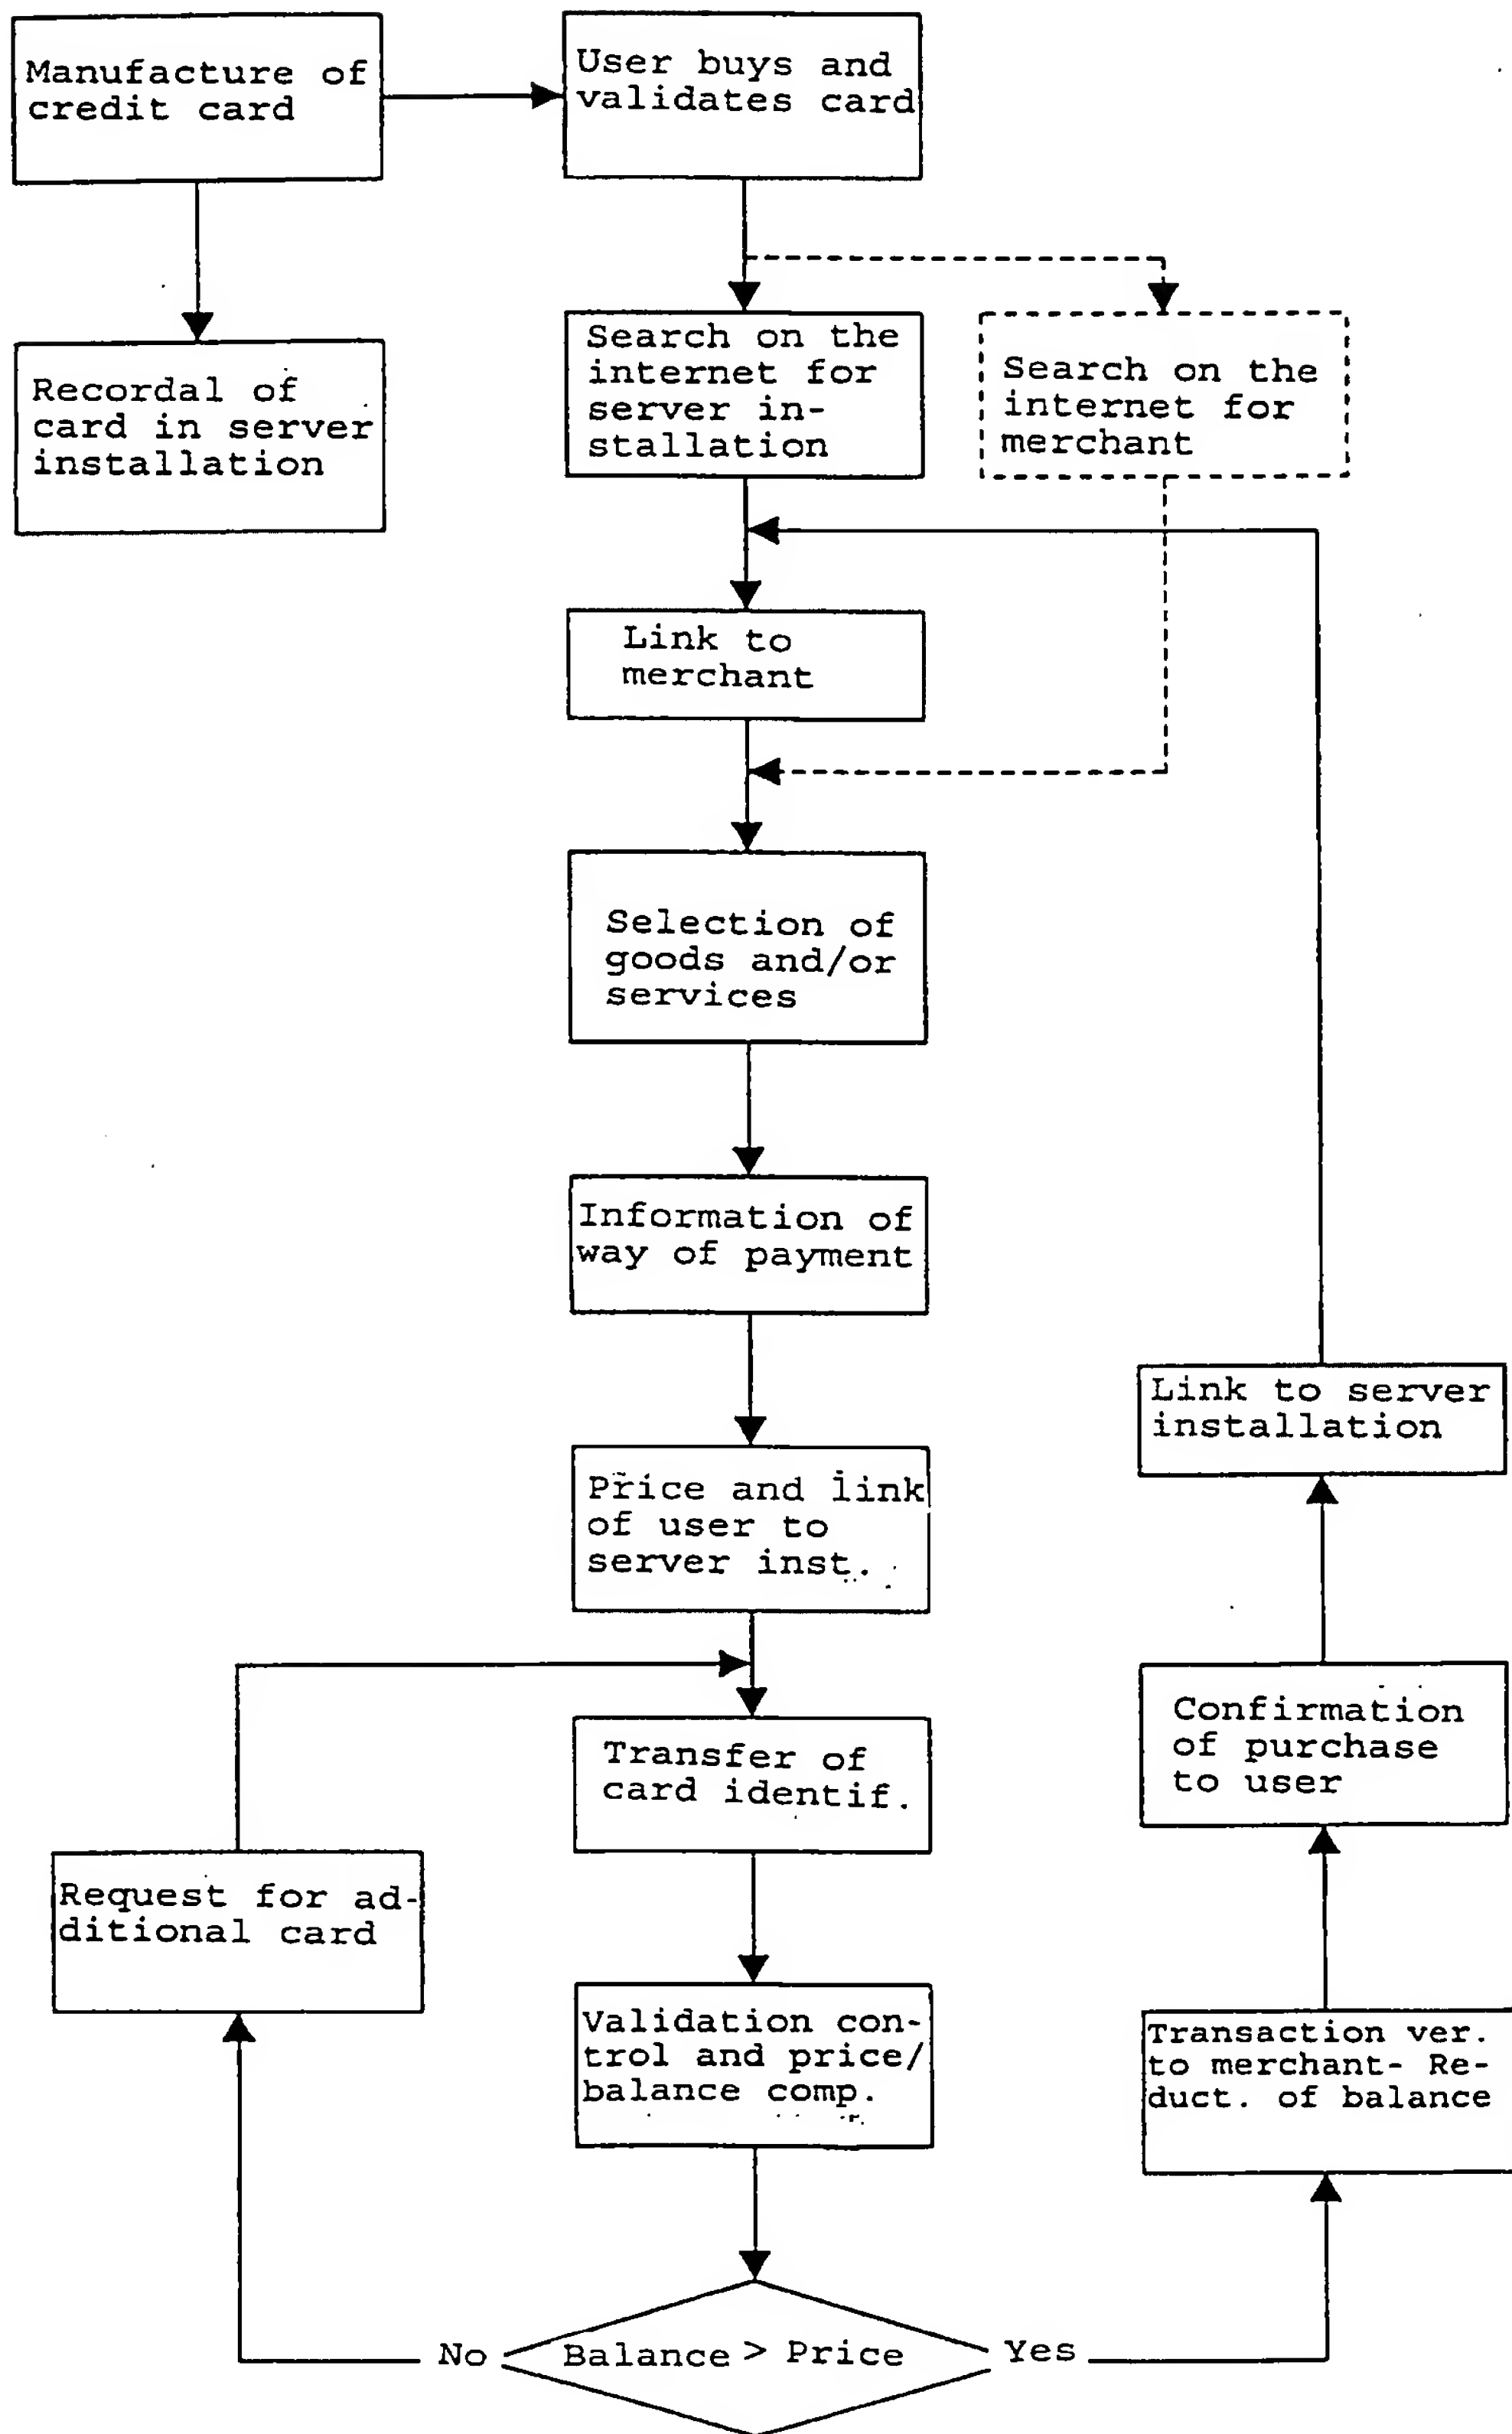 Manufacture of
credit card
User buys and
validates card
Recordal of
card in server
installation
Search on the
internet for
server in-
stallation
Search on the
internet for
merchant
Link to
merchant
Selection of
goods and/or
services
Information of
way of payment
Price and link
of user to
server inst.
Transfer of
card identif.
Request for ad-
ditional card
Validation con-
trol and price/
balance comp.
No
Balance > Price
Yes
Transaction ver.
to merchant- Re-
duct. of balance
Confirmation
of purchase
to user
Link to server
installation